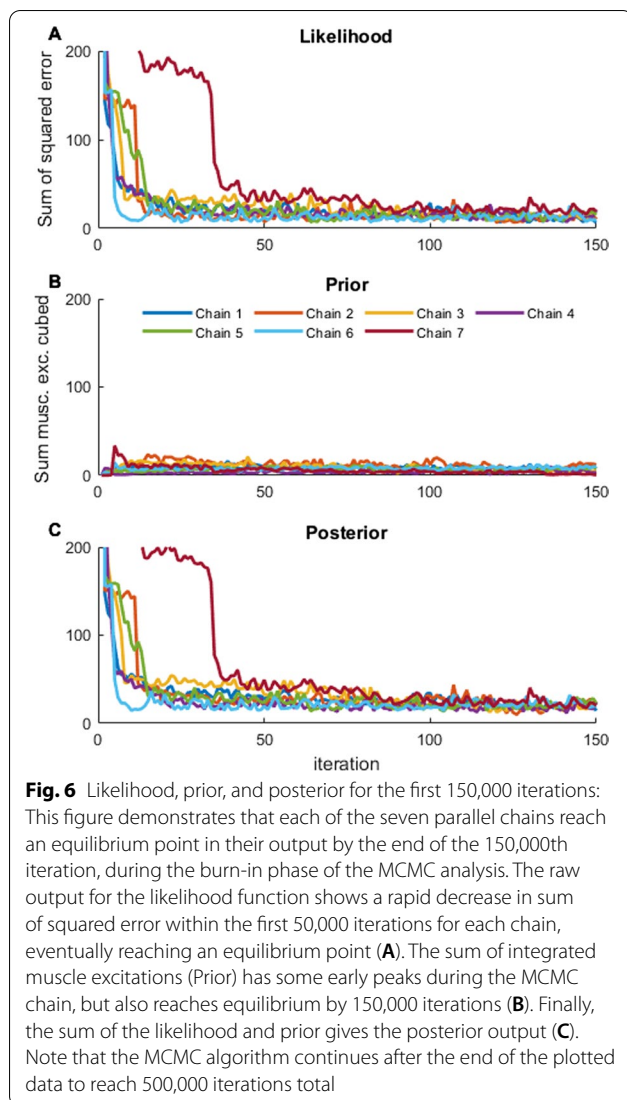 A
Likelihood
Sum of squared error
200
100
0
0 50 100 150
B
Prior
Sum musc. exc. cubed
200
Chain 1 Chain 2 Chain 3 Chain 4
Chain 5 Chain 6 Chain 7
100
0
0 50 100 150
C
Posterior
200
100
0
0 50 100 150
iteration
Fig. 6 Likelihood, prior, and posterior for the first 150,000 iterations:
This figure demonstrates that each of the seven parallel chains reach
an equilibrium point in their output by the end of the 150,000th
iteration, during the burn-in phase of the MCMC analysis. The raw
output for the likelihood function shows a rapid decrease in sum
of squared error within the first 50,000 iterations for each chain,
eventually reaching an equilibrium point (A). The sum of integrated
muscle excitations (Prior) has some early peaks during the MCMC
chain, but also reaches equilibrium by 150,000 iterations (B). Finally,
the sum of the likelihood and prior gives the posterior output (C).
Note that the MCMC algorithm continues after the end of the plotted
data to reach 500,000 iterations total